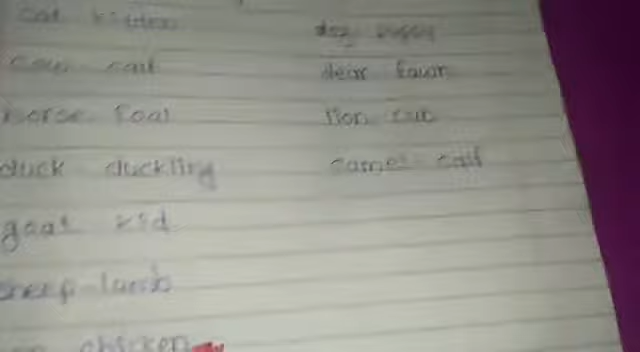 cat kitten
cow calf
horse foal
duck duckling
goat kid
sheep lamb
chicken
dog puppy
dear fawn
lion cub
camel calf